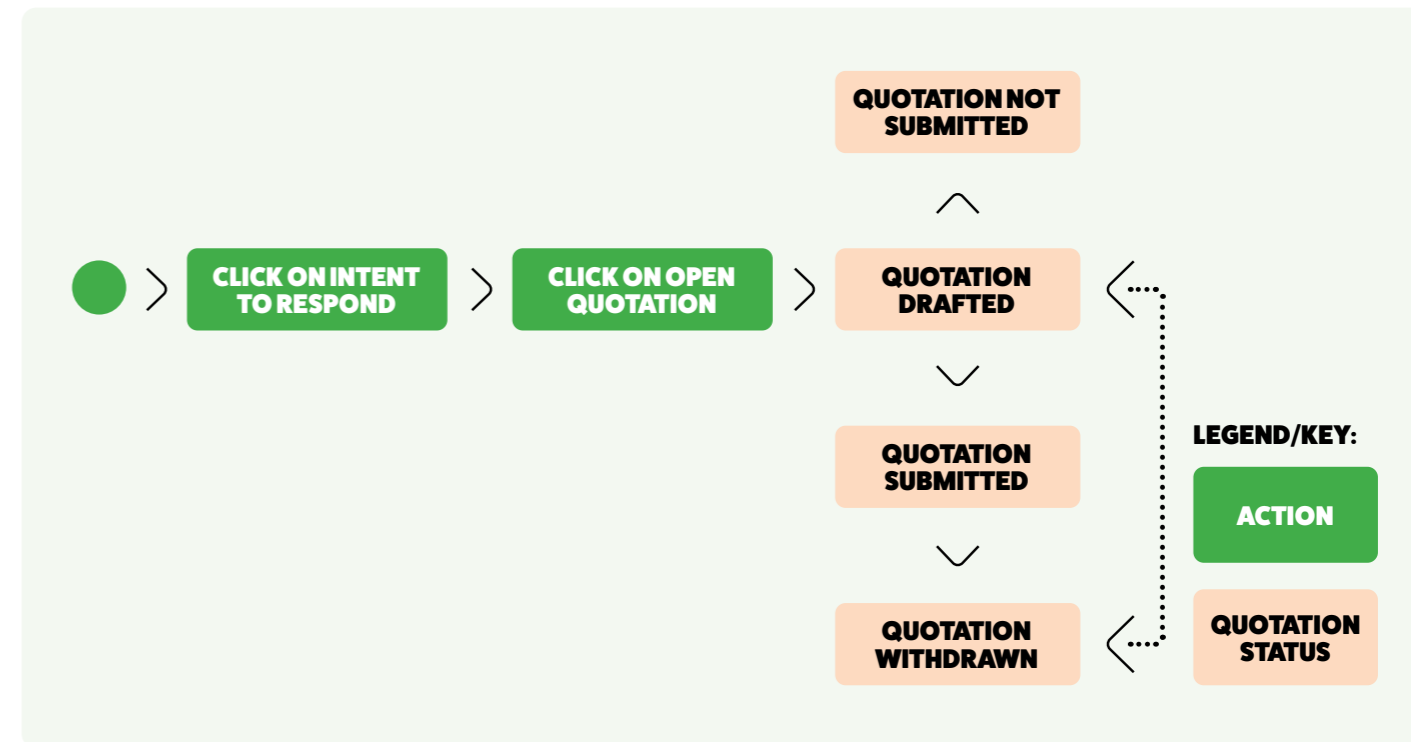 QUOTATION NOT
SUBMITTED
CLICK ON INTENT
TO RESPOND
CLICK ON OPEN
QUOTATION
QUOTATION
DRAFTED
QUOTATION
SUBMITTED
QUOTATION
WITHDRAWN
LEGEND/KEY:
ACTION
QUOTATION
STATUS